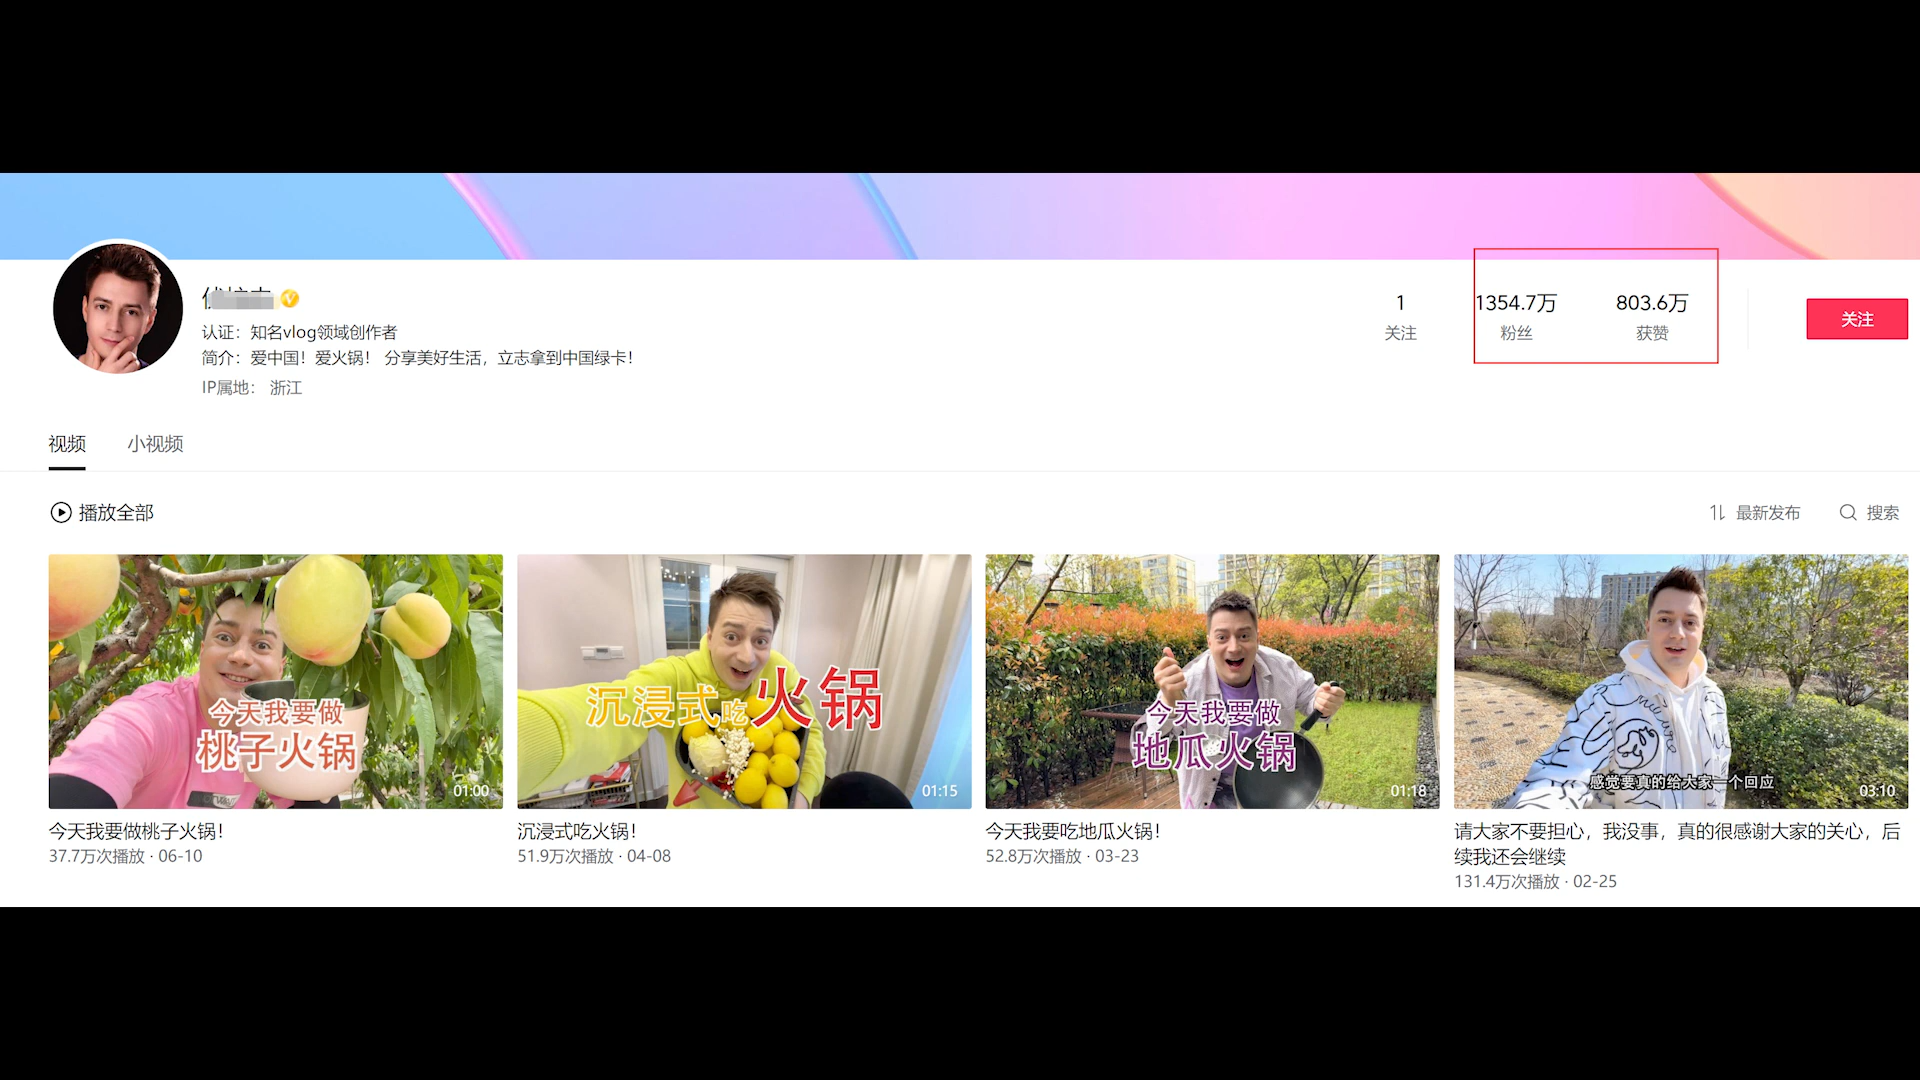 认证：知名vlog领域创作者
简介：爱中国！爱火锅！ 分享美好生活，立志拿到中国绿卡！
IP属地： 浙江
1
关注
1354.7万
粉丝
803.6万
获赞
关注
视频 小视频
播放全部
最新发布 搜索
今天我要做
桃子火锅
01:00
沉浸式吃火锅
01:15
今天我要做
地瓜火锅
01:18
感觉要真的给大家一个回应
03:10
今天我要做桃子火锅！
37.7万次播放 · 06-10
沉浸式吃火锅！
51.9万次播放 · 04-08
今天我要吃地瓜火锅！
52.8万次播放 · 03-23
请大家不要担心，我没事，真的很感谢大家的关心，后
续我还会继续
131.4万次播放 · 02-25